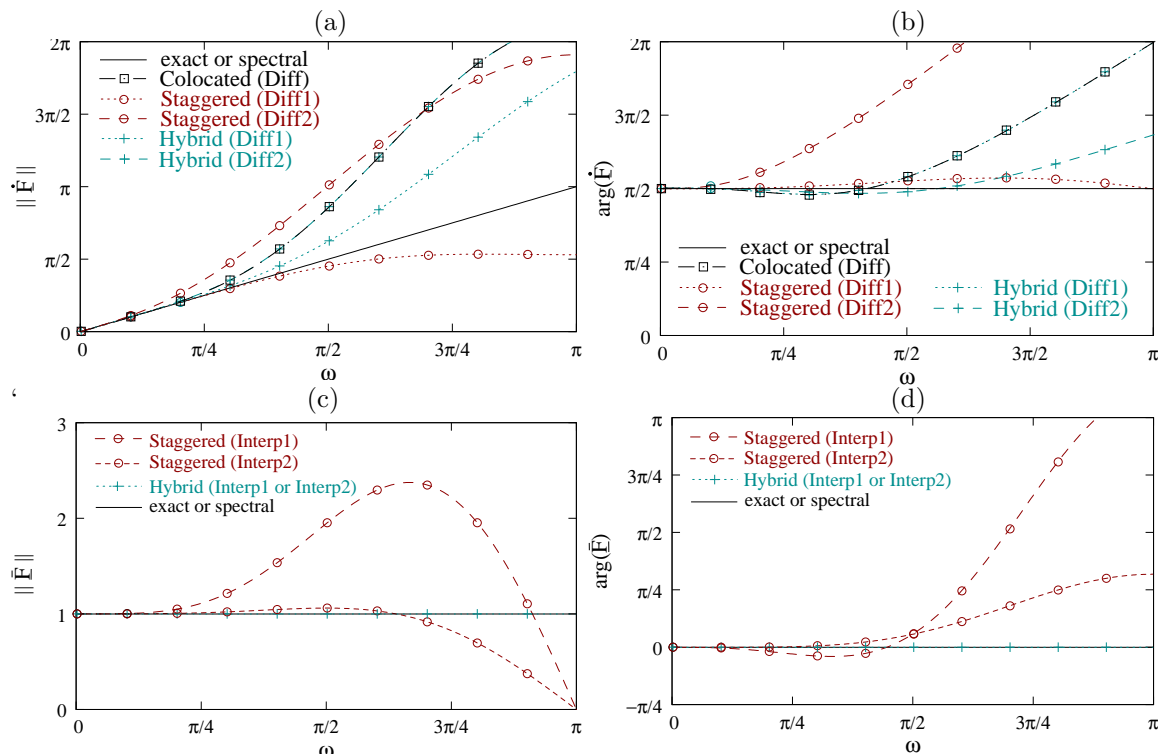 (a)
2π
3π/2
π
π/2
0
|| Ḟ ||
exact or spectral
Colocated (Diff)
Staggered (Diff1)
Staggered (Diff2)
Hybrid (Diff1)
Hybrid (Diff2)
0 π/4 π/2 3π/4 π
ω
(b)
2π
π
π/2
π/4
0
arg(Ḟ)
exact or spectral
Colocated (Diff)
Staggered (Diff1) Hybrid (Diff1)
Staggered (Diff2) Hybrid (Diff2)
0 π/4 π/2 3π/2 π
ω
‘
(c)
3
2
1
0
|| F̄ ||
Staggered (Interp1)
Staggered (Interp2)
Hybrid (Interp1 or Interp2)
exact or spectral
0 π/4 π/2 3π/4 π
ω
(d)
π
3π/4
π/2
π/4
0
−π/4
arg(F̄)
Staggered (Interp1)
Staggered (Interp2)
Hybrid (Interp1 or Interp2)
exact or spectral
0 π/4 π/2 3π/4 π
ω